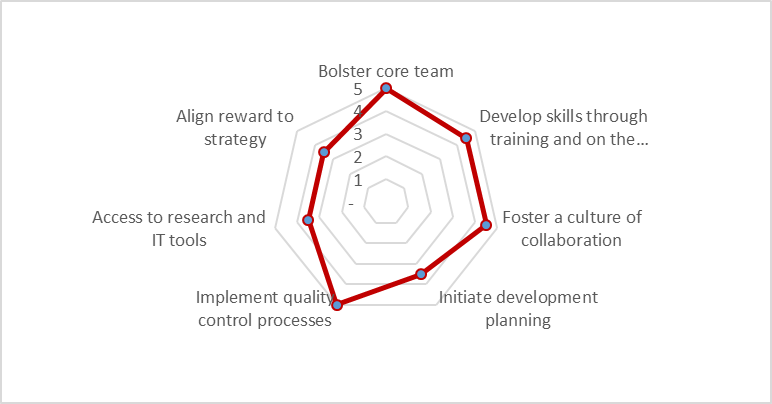 Bolster core team
5
4
3
2
1
-
Develop skills through
training and on the…
Foster a culture of
collaboration
Initiate development
planning
Implement quality
control processes
Access to research and
IT tools
Align reward to
strategy